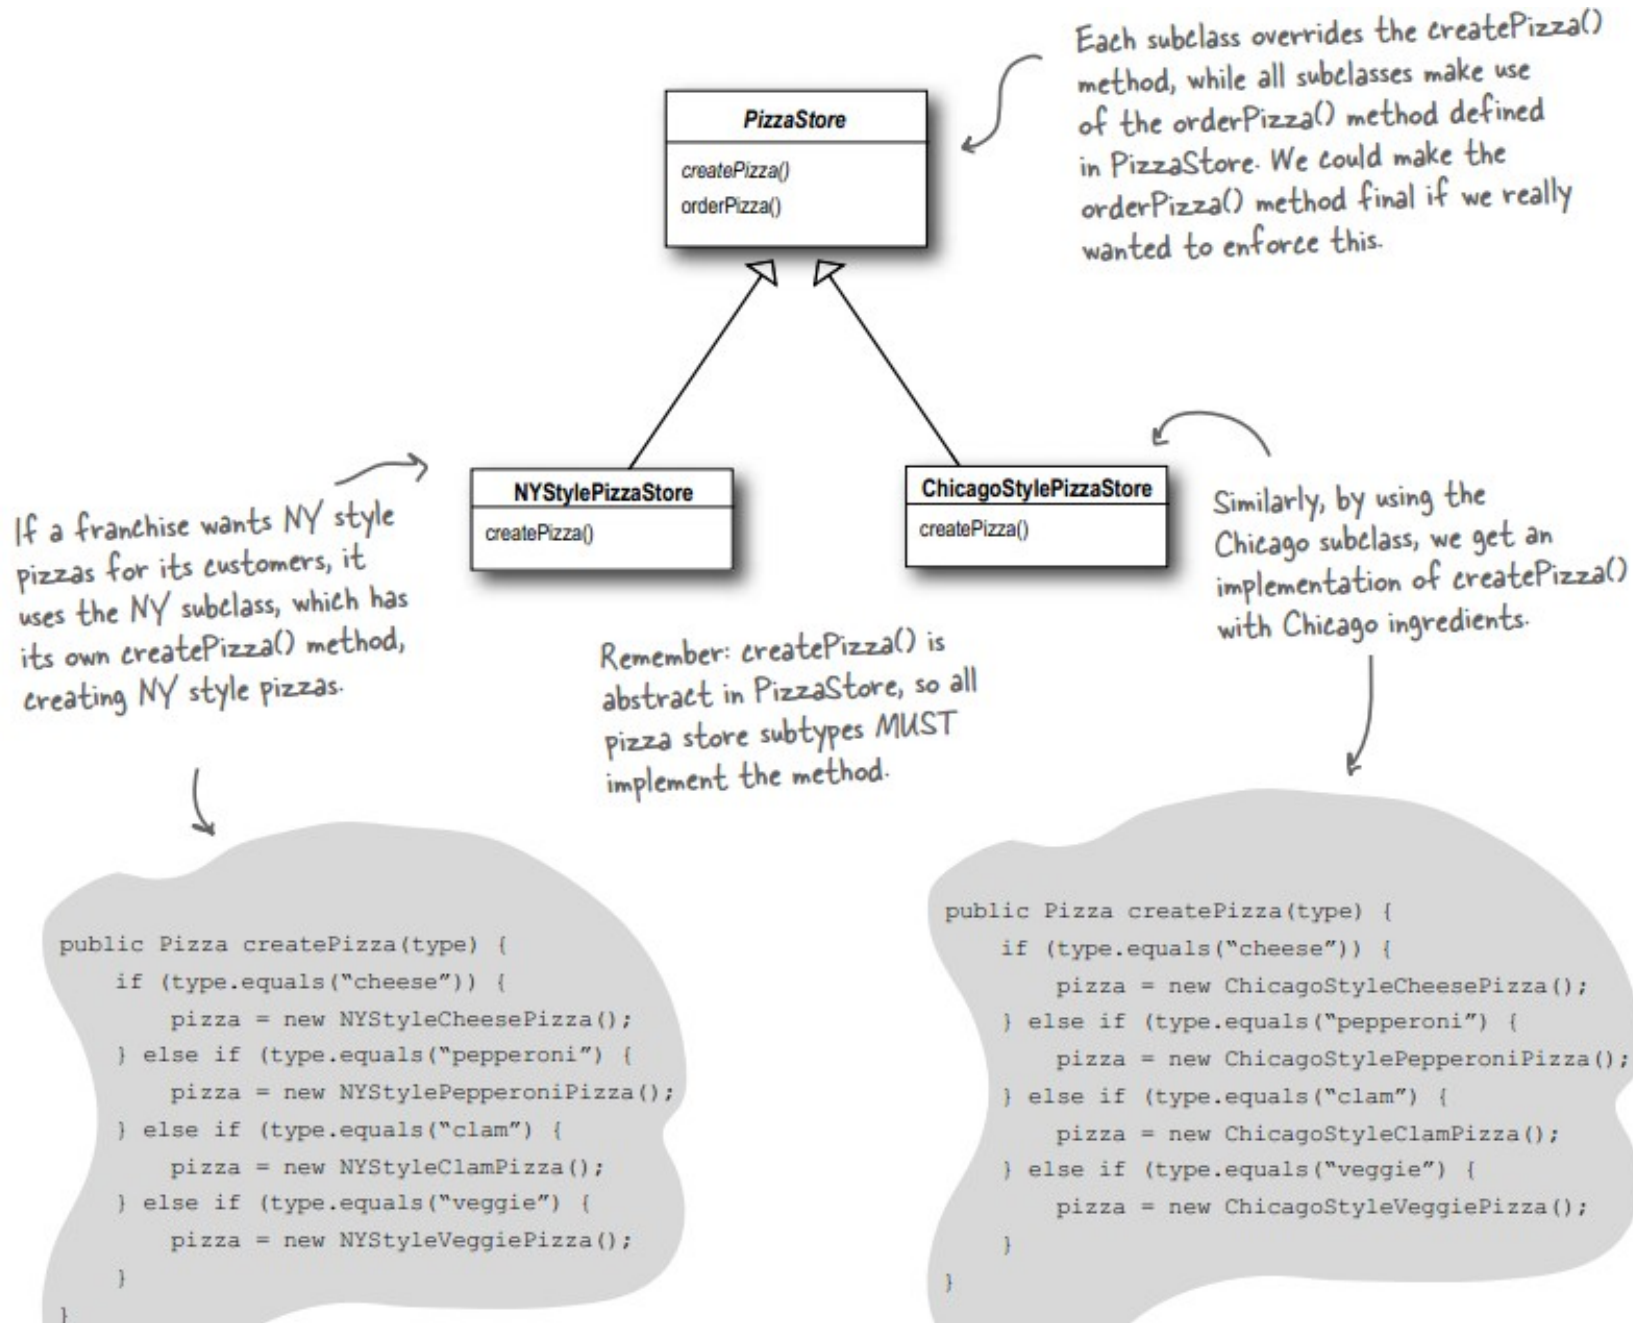 Each subclass overrides the createPizza()
method, while all subclasses make use
of the orderPizza() method defined
in PizzaStore. We could make the
orderPizza() method final if we really
wanted to enforce this.
PizzaStore
createPizza()
orderPizza()
NYStylePizzaStore
createPizza()
ChicagoStylePizzaStore
createPizza()
If a franchise wants NY style
pizzas for its customers, it
uses the NY subclass, which has
its own createPizza() method,
creating NY style pizzas.
Similarly, by using the
Chicago subclass, we get an
implementation of createPizza()
with Chicago ingredients.
Remember: createPizza() is
abstract in PizzaStore, so all
pizza store subtypes MUST
implement the method.
public Pizza createPizza(type) {
if (type.equals(“cheese”)) {
pizza = new NYStyleCheesePizza();
} else if (type.equals(“pepperoni”) {
pizza = new NYStylePepperoniPizza();
} else if (type.equals(“clam”) {
pizza = new NYStyleClamPizza();
} else if (type.equals(“veggie”) {
pizza = new NYStyleVeggiePizza();
}
}
public Pizza createPizza(type) {
if (type.equals(“cheese”)) {
pizza = new ChicagoStyleCheesePizza();
} else if (type.equals(“pepperoni”) {
pizza = new ChicagoStylePepperoniPizza();
} else if (type.equals(“clam”) {
pizza = new ChicagoStyleClamPizza();
} else if (type.equals(“veggie”) {
pizza = new ChicagoStyleVeggiePizza();
}
}